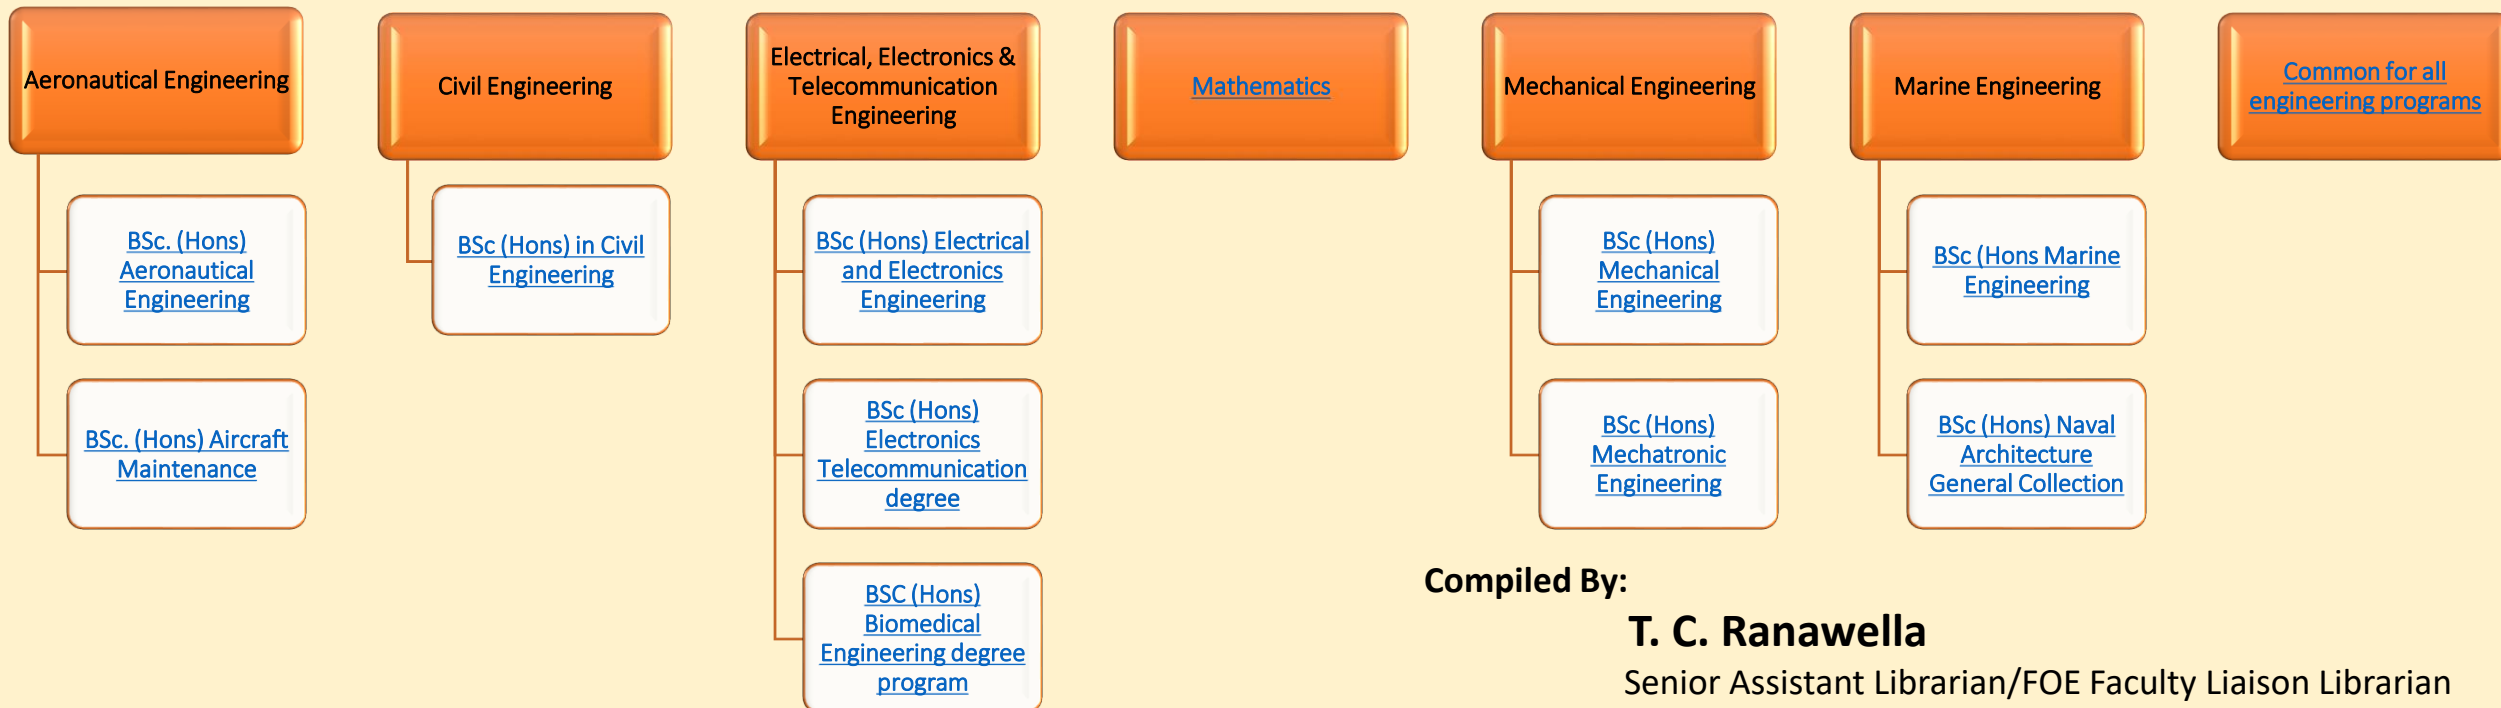 Aeronautical Engineering
BSc. (Hons)
Aeronautical
Engineering
BSc. (Hons) Aircraft
Maintenance
Civil Engineering
BSc (Hons) in Civil
Engineering
Electrical, Electronics &
Telecommunication
Engineering
BSc (Hons) Electrical
and Electronics
Engineering
BSc (Hons)
Electronics
Telecommunication
degree
BSC (Hons)
Biomedical
Engineering degree
program
Mathematics
Mechanical Engineering
BSc (Hons)
Mechanical
Engineering
BSc (Hons)
Mechatronic
Engineering
Marine Engineering
BSc (Hons Marine
Engineering
BSc (Hons) Naval
Architecture
General Collection
Common for all
engineering programs
Compiled By:
T. C. Ranawella
Senior Assistant Librarian/FOE Faculty Liaison Librarian